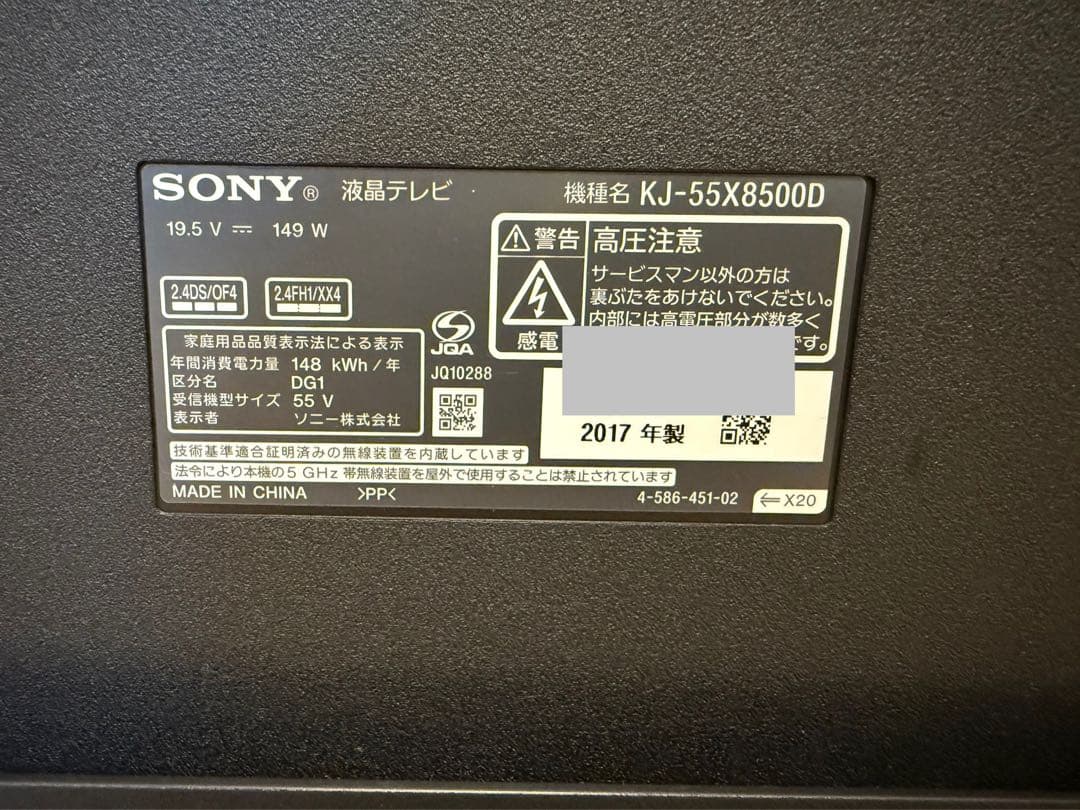 SONY® 液晶テレビ
機種名 KJ-55X8500D
19.5 V ⎓ 149 W
2.4DS/OF4
2.4FH1/XX4
警告
高圧注意
サービスマン以外の方は
裏ぶたをあけないでください。
内部には高電圧部分が数多く
です。
感電
家庭用品品質表示法による表示
年間消費電力量 148 kWh/年
区分名 DG1
受信機型サイズ 55 V
表示者 ソニー株式会社
JQA
JQ10288
2017 年製
技術基準適合証明済みの無線装置を内蔵しています
法令により本機の5 GHz 帯無線装置を屋外で使用することは禁止されています
MADE IN CHINA >PP<
4-586-451-02
⇐X20